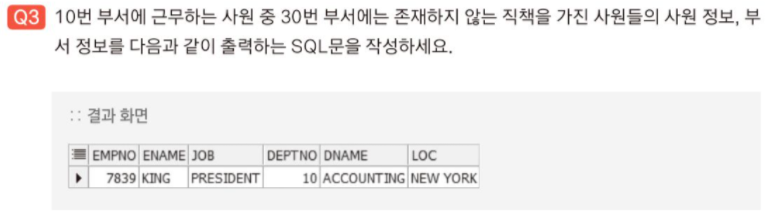 Q3 10번 부서에 근무하는 사원 중 30번 부서에는 존재하지 않는 직책을 가진 사원들의 사원 정보, 부
서 정보를 다음과 같이 출력하는 SQL문을 작성하세요.
:: 결과 화면
EMPNO ENAME JOB DEPTNO DNAME LOC
7839 KING PRESIDENT 10 ACCOUNTING NEW YORK